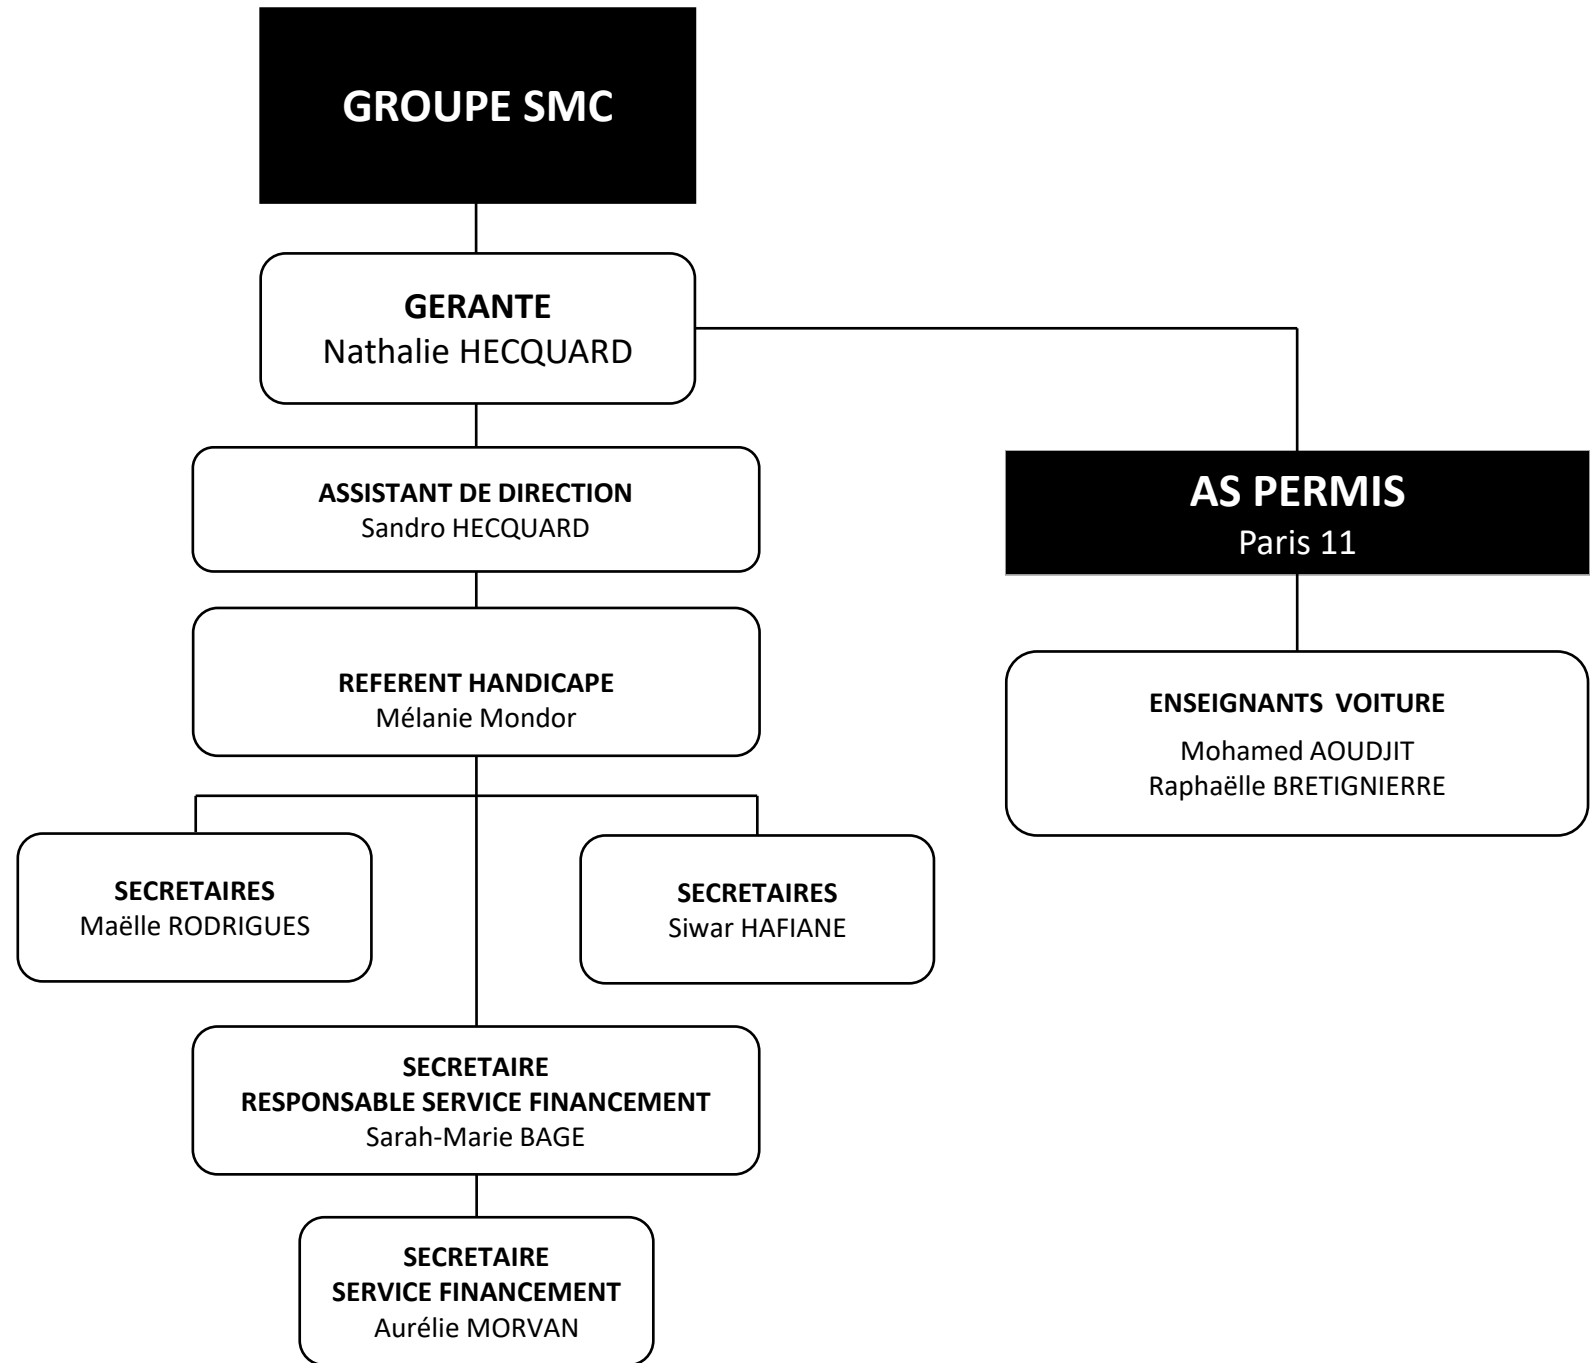 GROUPE SMC
GERANTE
Nathalie HECQUARD
ASSISTANT DE DIRECTION
Sandro HECQUARD
AS PERMIS
Paris 11
REFERENT HANDICAPE
Mélanie Mondor
ENSEIGNANTS  VOITURE
Mohamed AOUDJIT
Raphaëlle BRETIGNIERRE
SECRETAIRES
Maëlle RODRIGUES
SECRETAIRES
Siwar HAFIANE
SECRETAIRE
RESPONSABLE SERVICE FINANCEMENT
Sarah-Marie BAGE
SECRETAIRE
SERVICE FINANCEMENT
Aurélie MORVAN